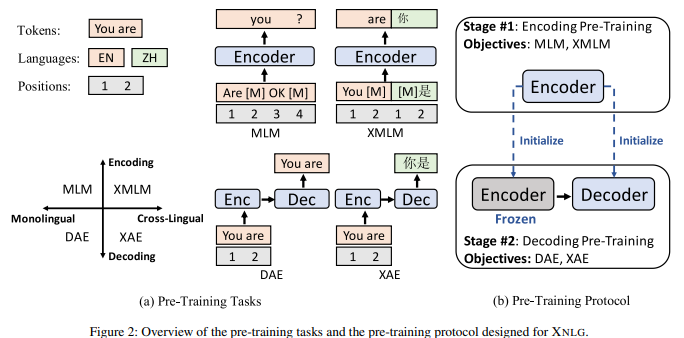 Tokens: You are
Languages: EN ZH
Positions: 1 2
you ?
Encoder
Are [M] OK [M]
1 2 3 4
MLM
are 你
Encoder
You [M] [M]是
1 2 1 2
XMLM
Encoding
MLM XMLM
Monolingual Cross-Lingual
DAE XAE
Decoding
You are
Enc Dec
You are
1 2
DAE
你是
Enc Dec
You are
1 2
XAE
(a) Pre-Training Tasks
Stage #1: Encoding Pre-Training
Objectives: MLM, XMLM
Encoder
Initialize Initialize
Encoder Decoder
Frozen
Stage #2: Decoding Pre-Training
Objectives: DAE, XAE
(b) Pre-Training Protocol
Figure 2: Overview of the pre-training tasks and the pre-training protocol designed for XNLG.